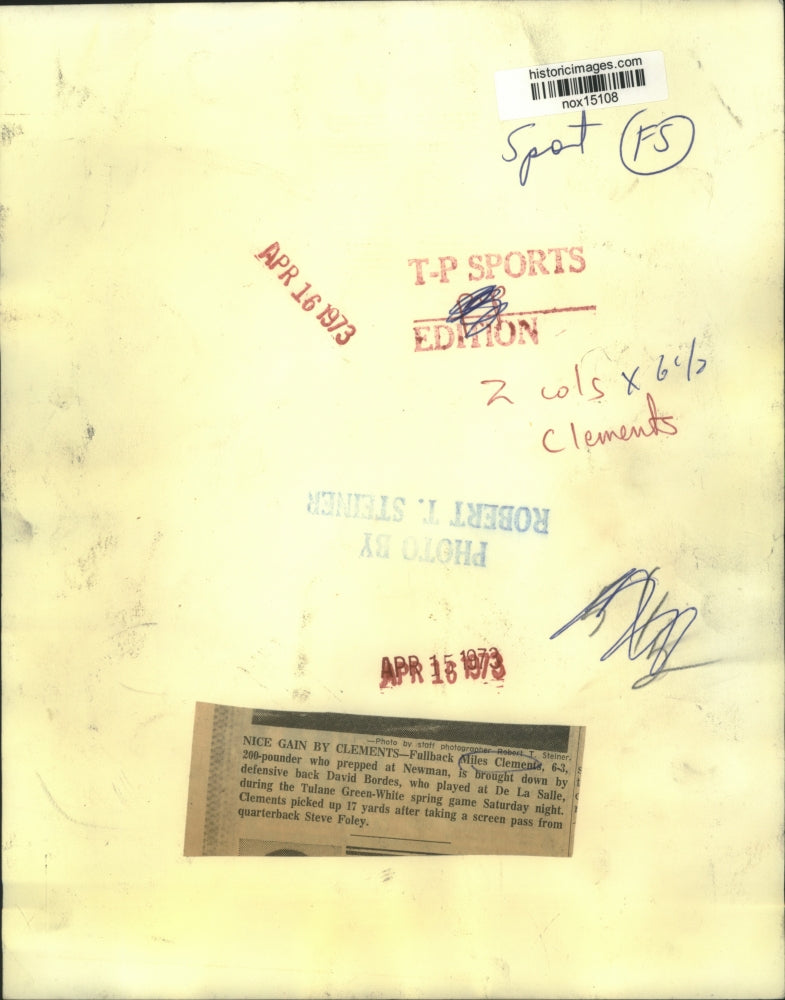 historicimages.com
nox15108
Sport FS
APR 16 1973
T-P SPORTS
EDITION
2 cols x 6 1/2
Clements
PHOTO BY
ROBERT T. STEINER
APR 16 1973
—Photo by staff photographer Robert T. Steiner.
NICE GAIN BY CLEMENTS—Fullback Miles Clements, 6-3,
200-pounder who prepped at Newman, is brought down by
defensive back David Bordes, who played at De La Salle,
during the Tulane Green-White spring game Saturday night.
Clements picked up 17 yards after taking a screen pass from
quarterback Steve Foley.